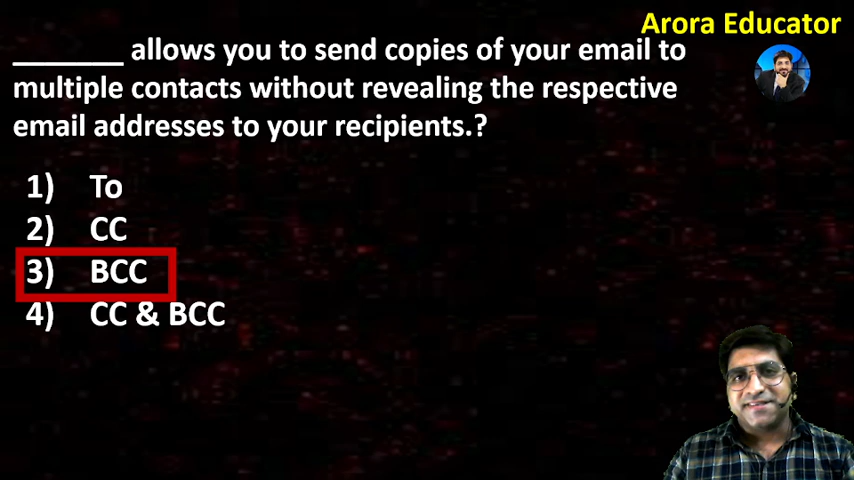 Arora Educator
_______ allows you to send copies of your email to
multiple contacts without revealing the respective
email addresses to your recipients.?
1) To
2) CC
3) BCC
4) CC & BCC